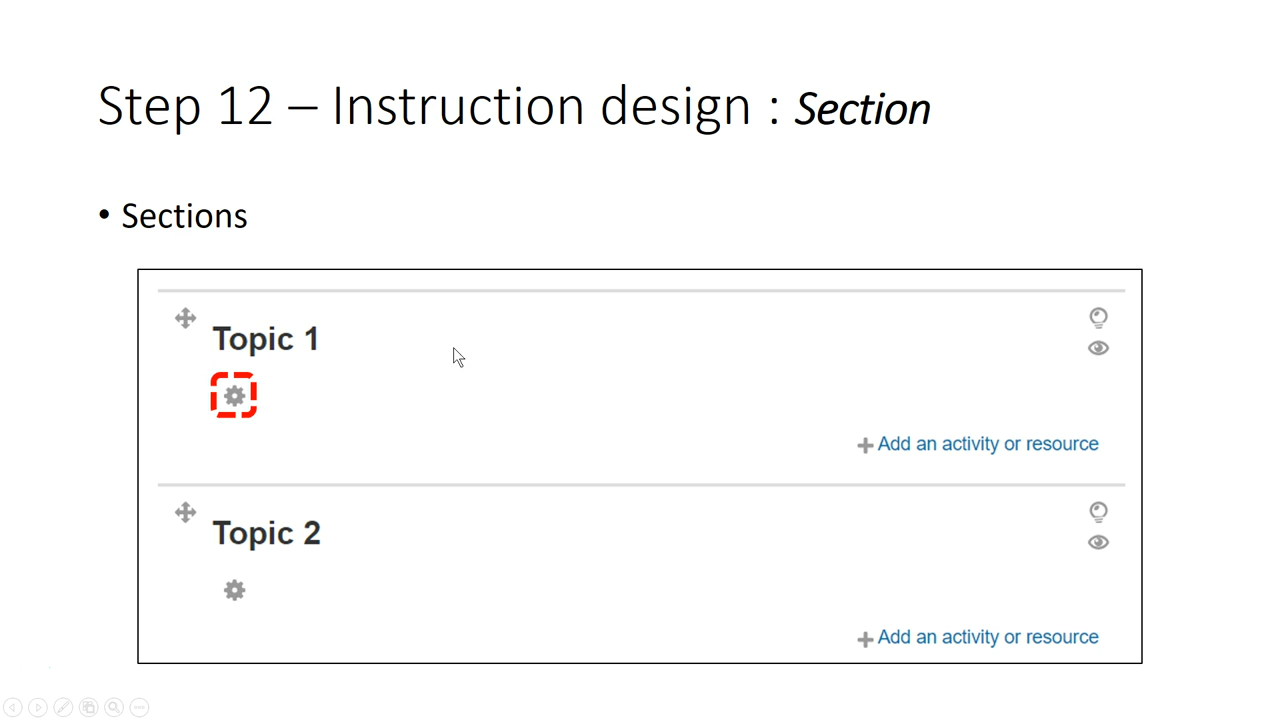 Step 12 – Instruction design : Section
• Sections
Topic 1
Add an activity or resource
Topic 2
Add an activity or resource